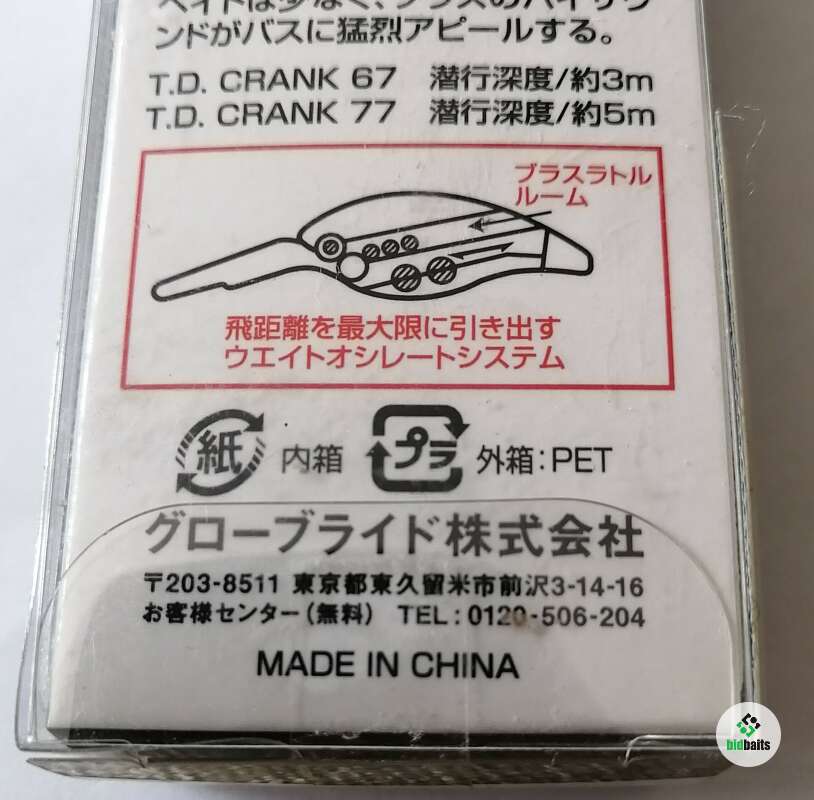 ンドがバスに猛烈アピールする。
T.D. CRANK 67 潜行深度/約3m
T.D. CRANK 77 潜行深度/約5m
ブラスラトル
ルーム
飛距離を最大限に引き出す
ウエイトオシレートシステム
紙 内箱 プラ 外箱:PET
グローブライド株式会社
〒203-8511 東京都東久留米市前沢3-14-16
お客様センター(無料) TEL:0120-506-204
MADE IN CHINA
bidbaits